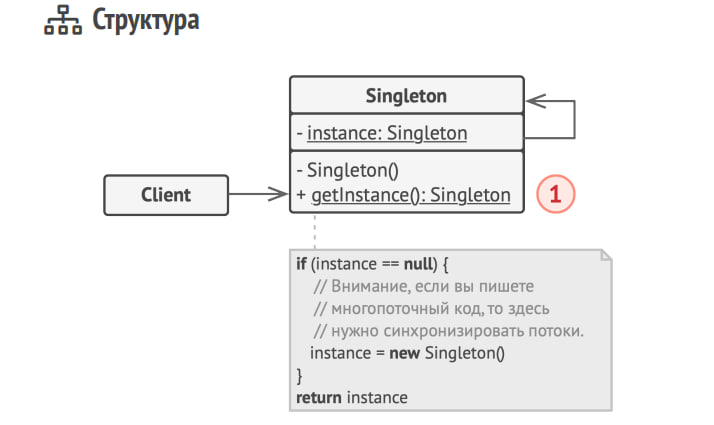 Структура
Singleton
- instance: Singleton
- Singleton()
+ getInstance(): Singleton
Client
1
if (instance == null) {
// Внимание, если вы пишете
// многопоточный код, то здесь
// нужно синхронизировать потоки.
instance = new Singleton()
}
return instance